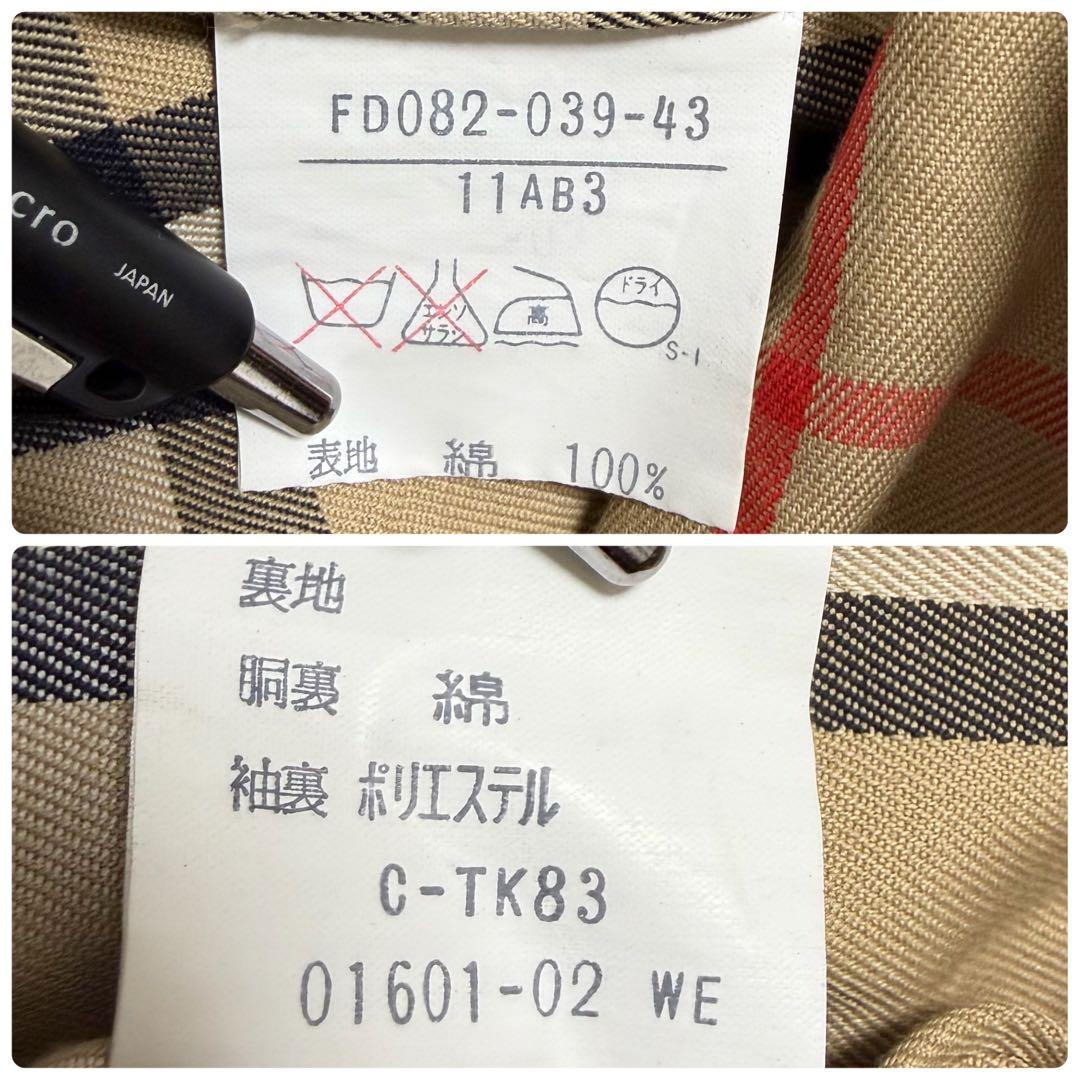 FD082-039-43
11AB3
cro
JAPAN
エンソ
サラシ
高
ドライ
S-1
表地 綿 100%
裏地
胴裏 綿
袖裏 ポリエステル
C-TK83
01601-02 WE